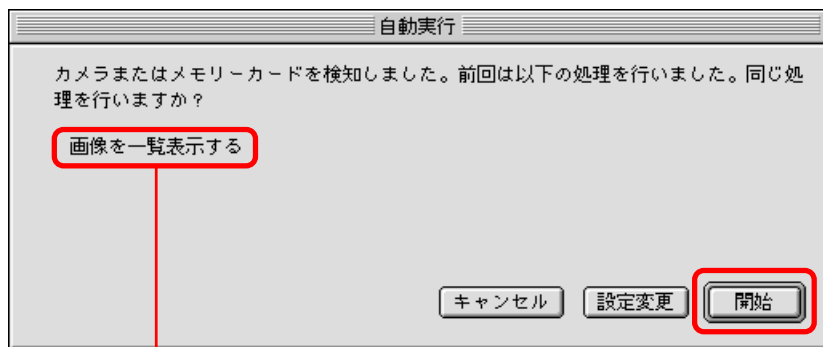 自動実行
カメラまたはメモリーカードを検知しました。前回は以下の処理を行いました。同じ処
理を行いますか？
画像を一覧表示する
キャンセル 設定変更 開始